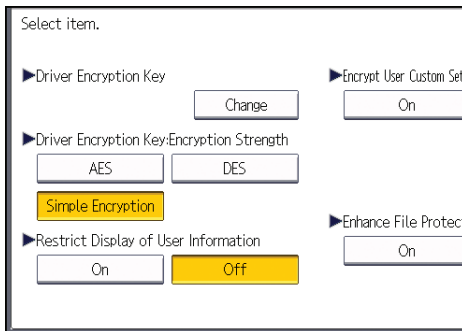 Select item.
Driver Encryption Key
Change
Driver Encryption Key:Encryption Strength
AES
DES
Simple Encryption
Restrict Display of User Information
On
Off
Encrypt User Custom Set
On
Enhance File Protec
On